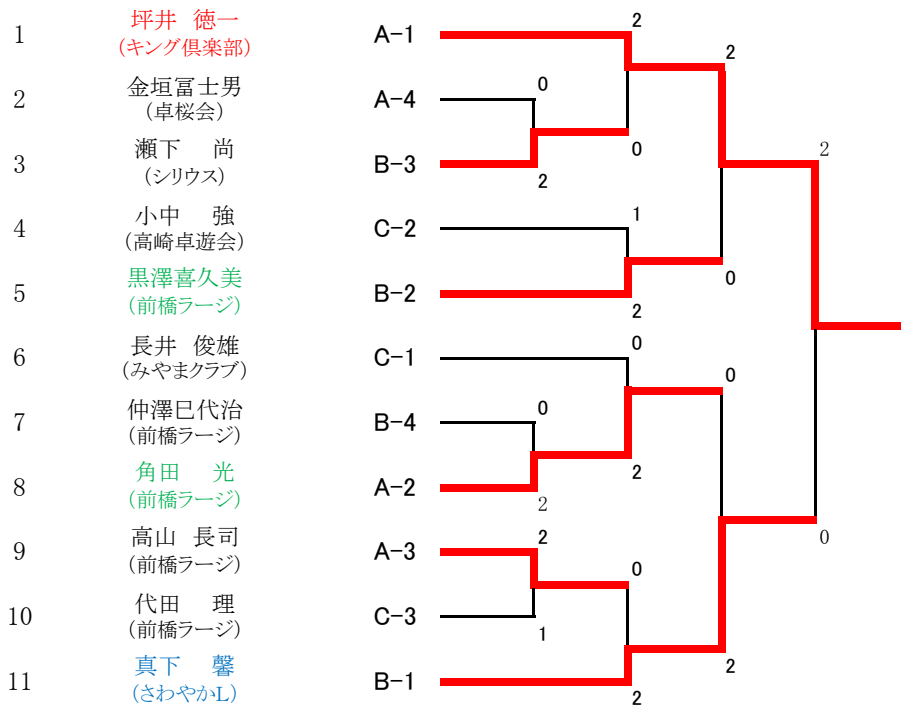 1 坪井 徳一 A-1 2
(キング倶楽部) 2
2 金垣冨士男 A-4 0
(卓桜会)
3 瀬下 尚 B-3 2 0 2
(シリウス)
4 小中 強 C-2 1
(高崎卓遊会)
5 黒澤喜久美 B-2 2 0
(前橋ラージ)
6 長井 俊雄 C-1 0 0
(みやまクラブ)
7 仲澤巳代治 B-4 0
(前橋ラージ)
8 角田 光 A-2 2 2
(前橋ラージ)
9 高山 長司 A-3 2 0 0
(前橋ラージ)
10 代田 理 C-3 1
(前橋ラージ)
11 真下 馨 B-1 2 2
(さわやかL)